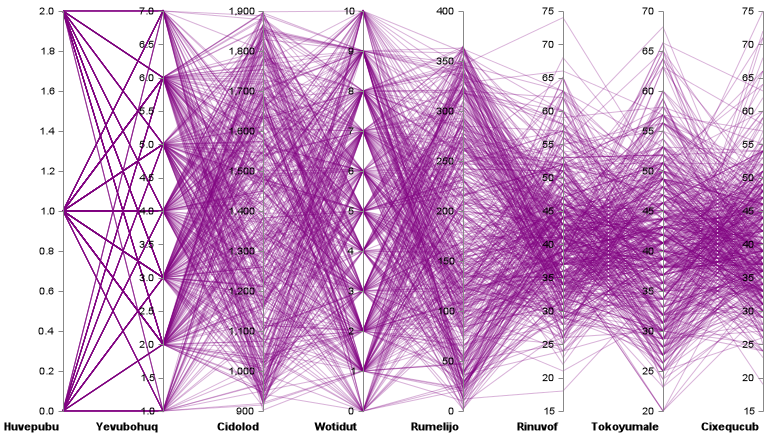 2.0 7.0 1,900 10 400 75 70 75
1.8 6.5 1,800 9 350 70 65 70
1.6 6.0 1,700 8 300 65 60 65
1.4 5.5 1,600 7 250 60 55 60
1.2 5.0 1,500 6 200 55 50 55
1.0 4.5 1,400 5 150 50 45 50
0.8 4.0 1,300 4 100 45 40 45
0.6 3.5 1,200 3 50 40 35 40
0.4 3.0 1,100 2 0 35 30 35
0.2 2.5 1,000 1 30 25 30
0.0 2.0 900 0 25 20 25
1.5 20 20
1.0 15 15
Huvepubu Yevubohuq Cidolod Wotidut Rumelijo Rinuvof Tokoyumale Cixequcub